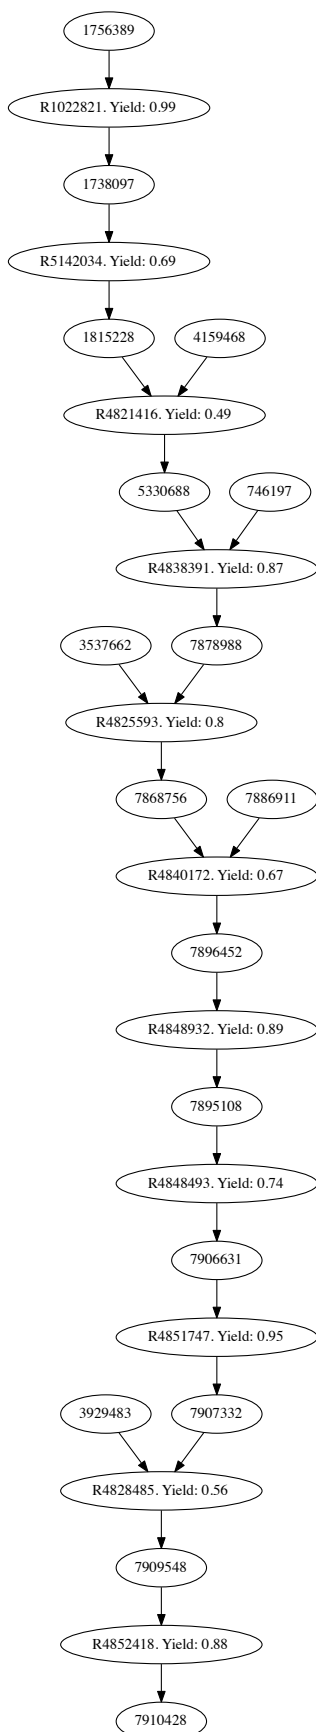 1756389
R1022821. Yield: 0.99
1738097
R5142034. Yield: 0.69
1815228
4159468
R4821416. Yield: 0.49
5330688
746197
R4838391. Yield: 0.87
3537662
7878988
R4825593. Yield: 0.8
7868756
7886911
R4840172. Yield: 0.67
7896452
R4848932. Yield: 0.89
7895108
R4848493. Yield: 0.74
7906631
R4851747. Yield: 0.95
3929483
7907332
R4828485. Yield: 0.56
7909548
R4852418. Yield: 0.88
7910428